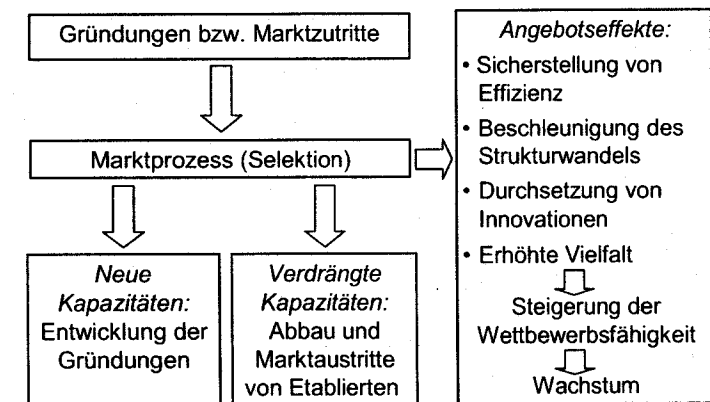 Gründungen bzw. Marktzutritte
Marktprozess (Selektion)
Neue
Kapazitäten:
Entwicklung der
Gründungen
Verdrängte
Kapazitäten:
Abbau und
Marktaustritte
von Etablierten
Angebotseffekte:
• Sicherstellung von
Effizienz
• Beschleunigung des
Strukturwandels
• Durchsetzung von
Innovationen
• Erhöhte Vielfalt
Steigerung der
Wettbewerbsfähigkeit
Wachstum